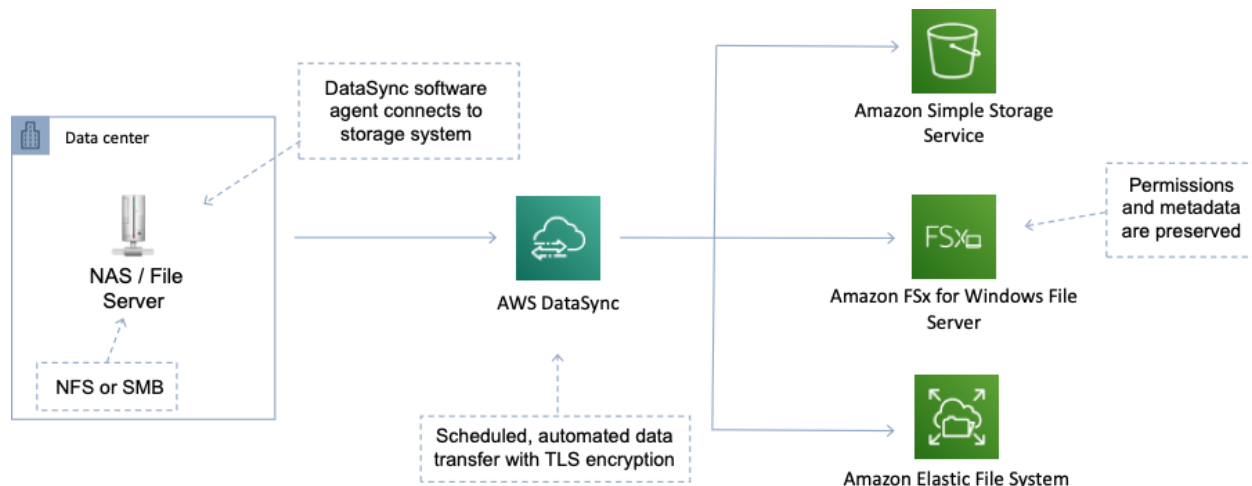 DataSync software
agent connects to
storage system
Data center
NAS / File
Server
NFS or SMB
AWS DataSync
Scheduled, automated data
transfer with TLS encryption
Amazon Simple Storage
Service
FSx
Amazon FSx for Windows File
Server
Permissions
and metadata
are preserved
Amazon Elastic File System